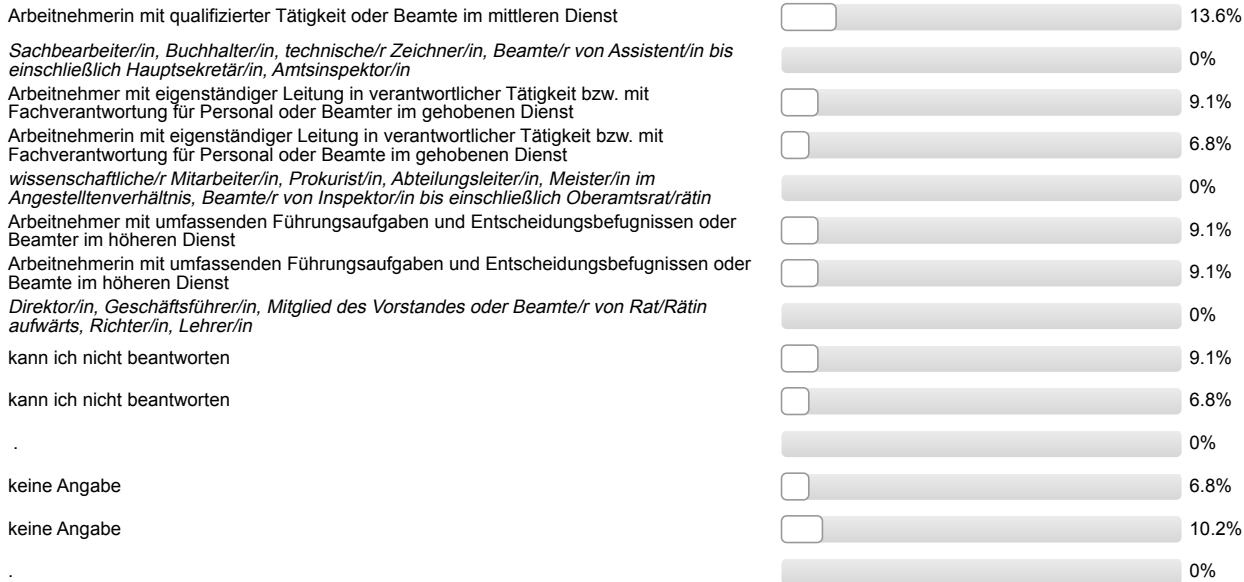 Arbeitnehmerin mit qualifizierter Tätigkeit oder Beamte im mittleren Dienst 13.6%
Sachbearbeiter/in, Buchhalter/in, technische/r Zeichner/in, Beamte/r von Assistent/in bis
einschließlich Hauptsekretär/in, Amtsinspektor/in 0%
Arbeitnehmer mit eigenständiger Leitung in verantwortlicher Tätigkeit bzw. mit
Fachverantwortung für Personal oder Beamter im gehobenen Dienst 9.1%
Arbeitnehmerin mit eigenständiger Leitung in verantwortlicher Tätigkeit bzw. mit
Fachverantwortung für Personal oder Beamte im gehobenen Dienst 6.8%
wissenschaftliche/r Mitarbeiter/in, Prokurist/in, Abteilungsleiter/in, Meister/in im
Angestelltenverhältnis, Beamte/r von Inspektor/in bis einschließlich Oberamtsrat/rätin 0%
Arbeitnehmer mit umfassenden Führungsaufgaben und Entscheidungsbefugnissen oder
Beamter im höheren Dienst 9.1%
Arbeitnehmerin mit umfassenden Führungsaufgaben und Entscheidungsbefugnissen oder
Beamte im höheren Dienst 9.1%
Direktor/in, Geschäftsführer/in, Mitglied des Vorstandes oder Beamte/r von Rat/Rätin
aufwärts, Richter/in, Lehrer/in 0%
kann ich nicht beantworten 9.1%
kann ich nicht beantworten 6.8%
. 0%
keine Angabe 6.8%
keine Angabe 10.2%
. 0%